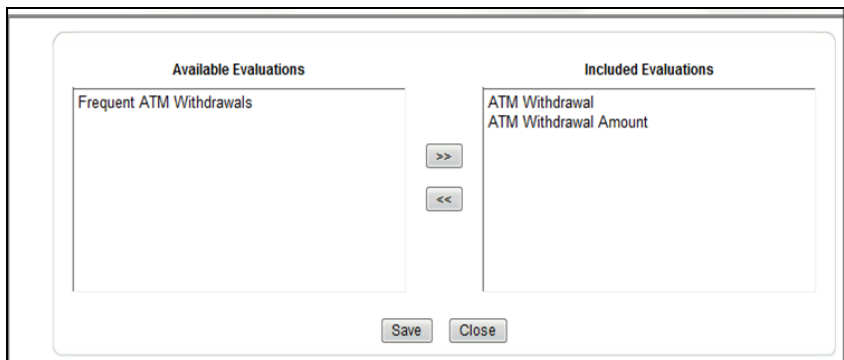 Available Evaluations
Included Evaluations
Frequent ATM Withdrawals
ATM Withdrawal
ATM Withdrawal Amount
>>
<<
Save
Close